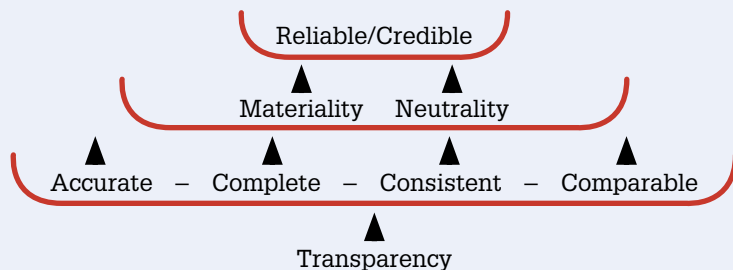 Reliable/Credible
Materiality Neutrality
Accurate – Complete – Consistent – Comparable
Transparency